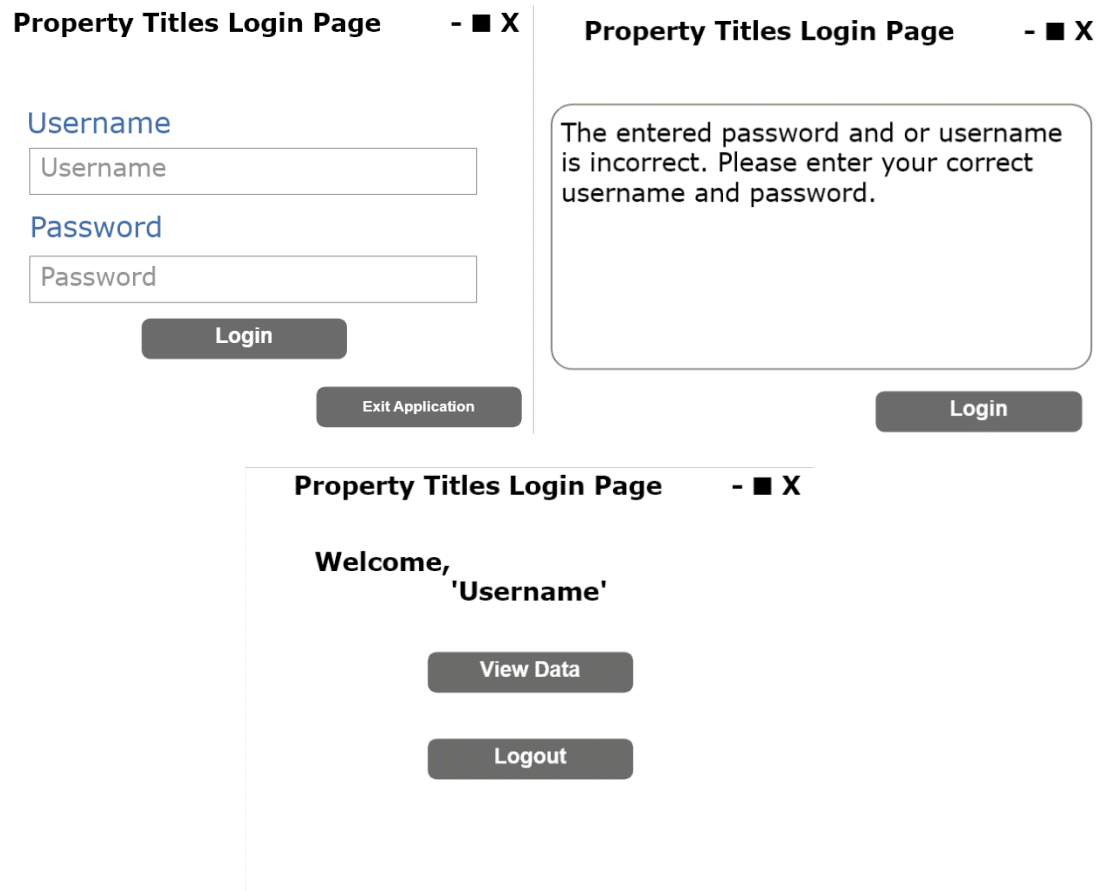 Property Titles Login Page - ■ X
Username
Username
Password
Password
Login
Exit Application
Property Titles Login Page - ■ X
The entered password and or username
is incorrect. Please enter your correct
username and password.
Login
Property Titles Login Page - ■ X
Welcome,
'Username'
View Data
Logout